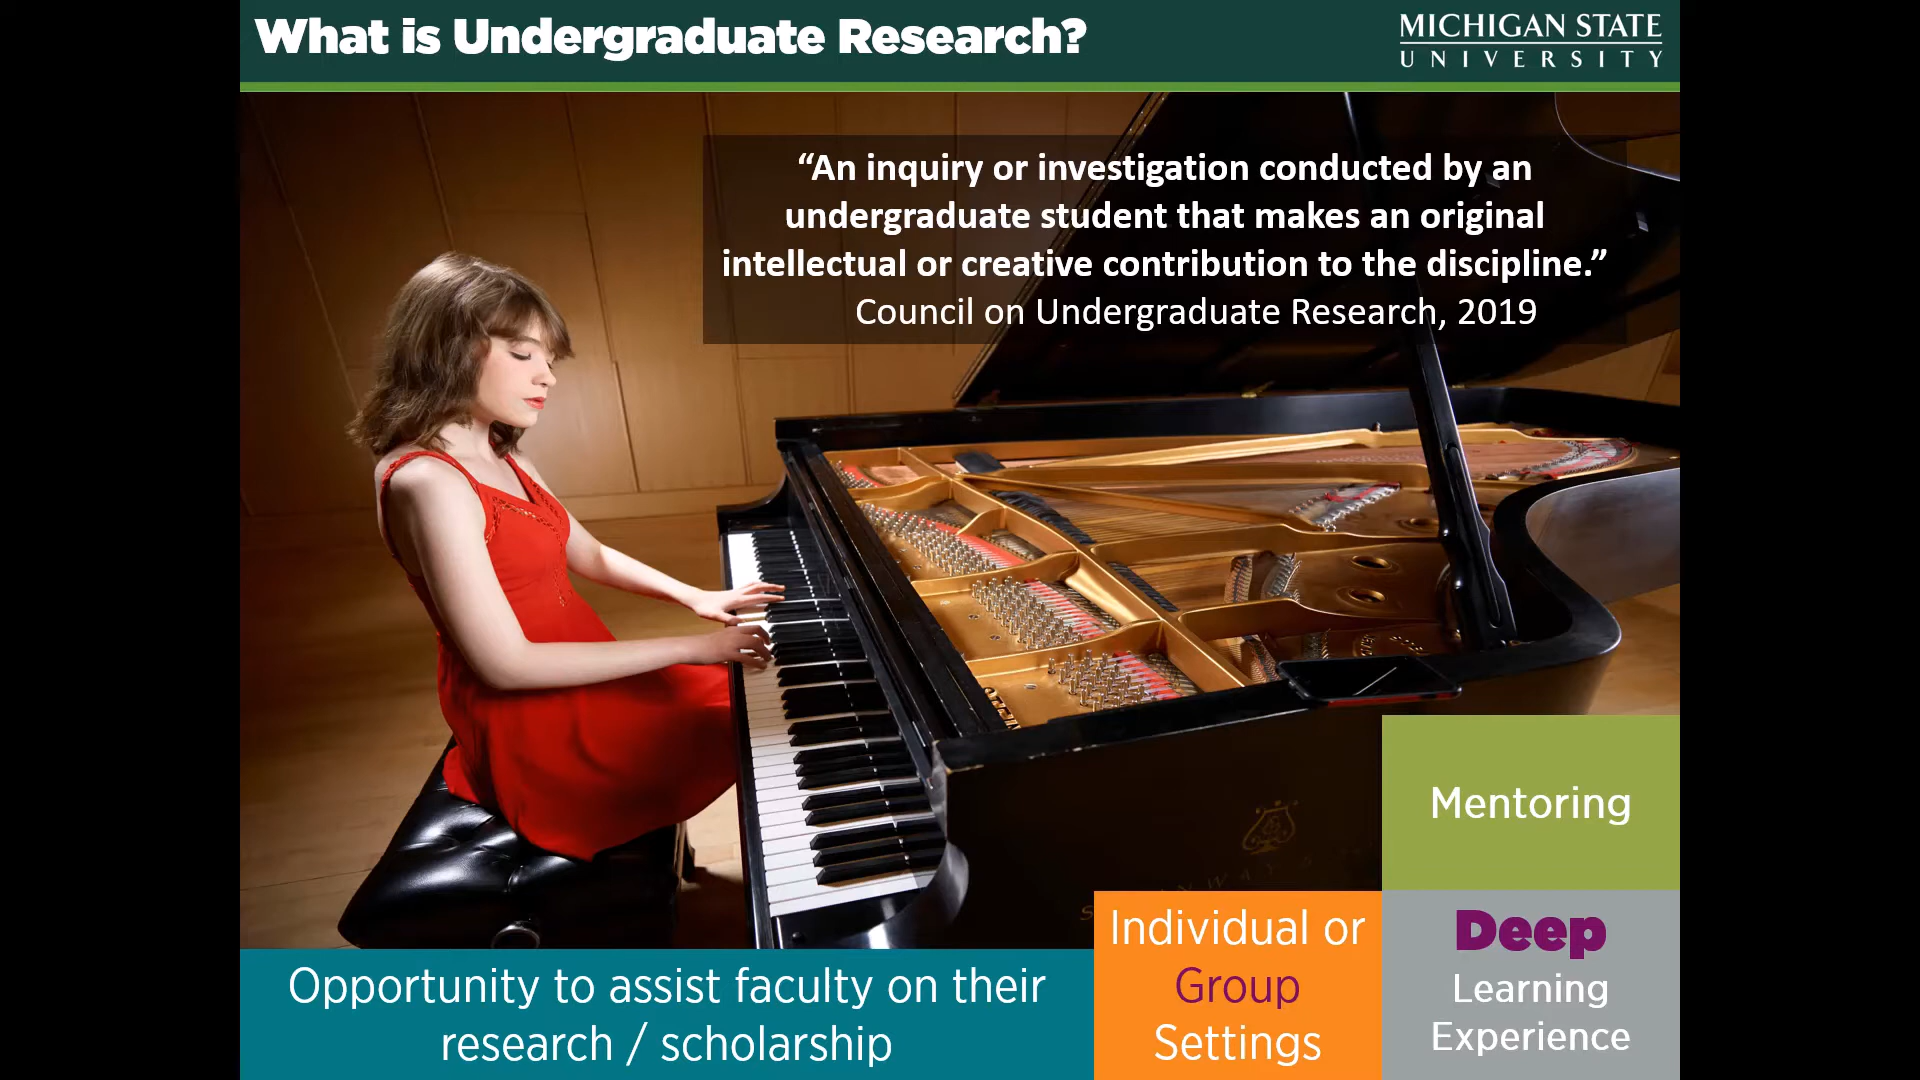 What is Undergraduate Research?
MICHIGAN STATE
UNIVERSITY
“An inquiry or investigation conducted by an
undergraduate student that makes an original
intellectual or creative contribution to the discipline.”
Council on Undergraduate Research, 2019
Mentoring
Opportunity to assist faculty on their
research / scholarship
Individual or
Group
Settings
Deep
Learning
Experience